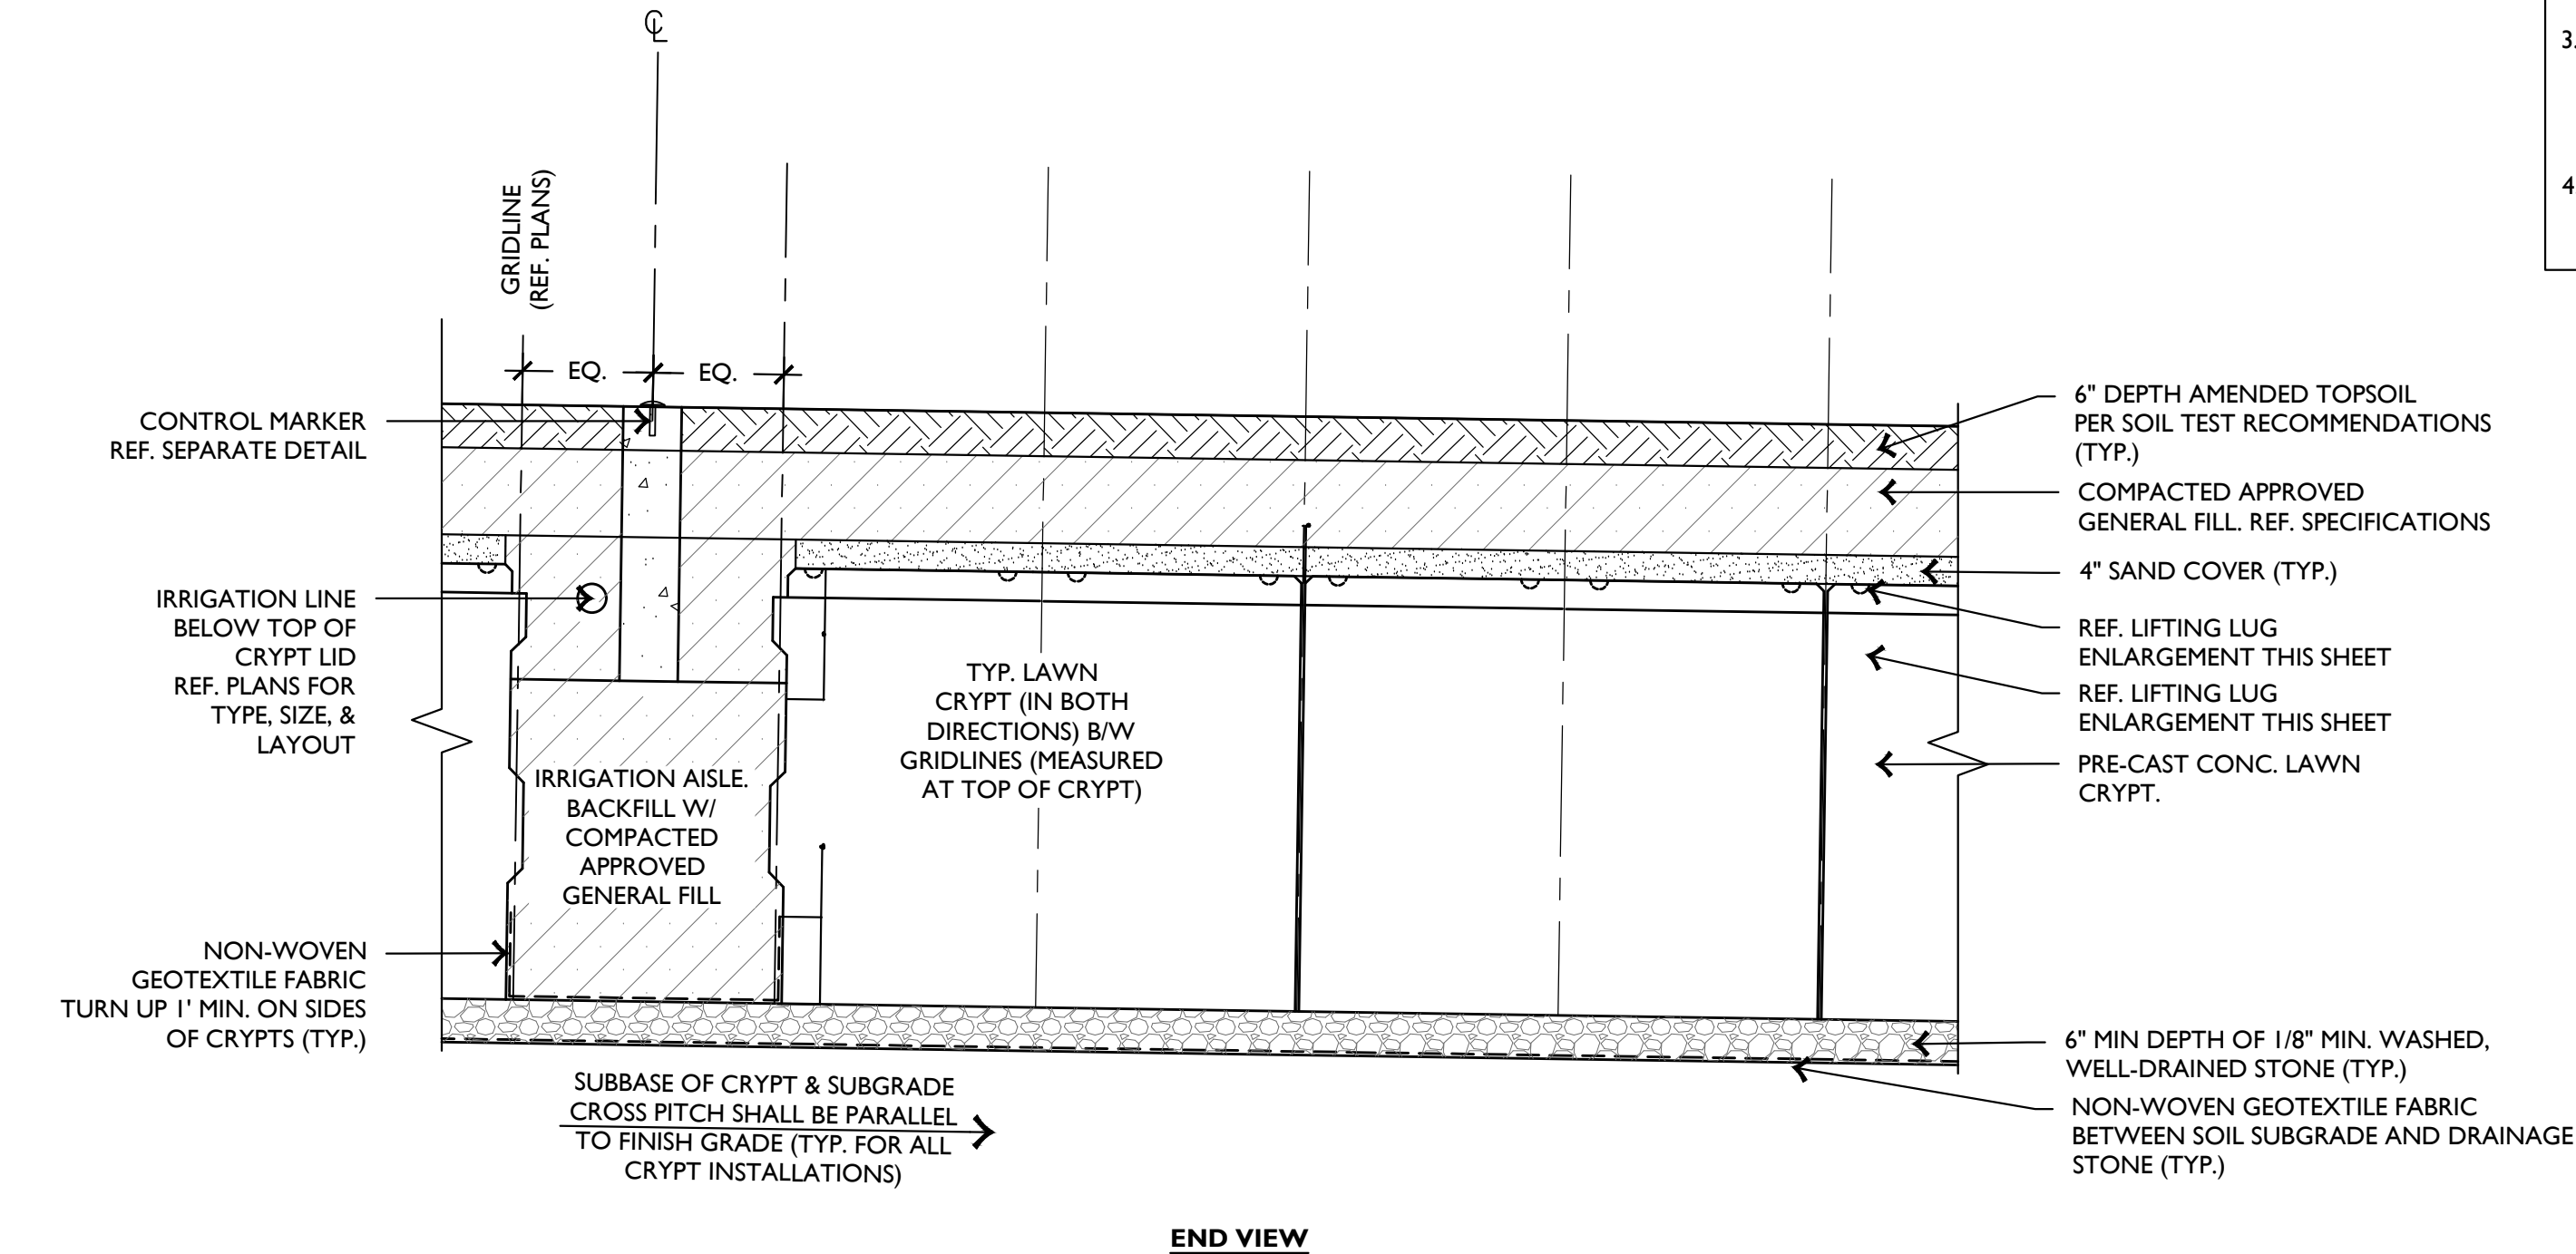 ℄
3.
4
GRIDLINE
(REF. PLANS)
EQ.
EQ.
CONTROL MARKER
REF. SEPARATE DETAIL
IRRIGATION LINE
BELOW TOP OF
CRYPT LID
REF. PLANS FOR
TYPE, SIZE, &
LAYOUT
NON-WOVEN
GEOTEXTILE FABRIC
TURN UP 1' MIN. ON SIDES
OF CRYPTS (TYP.)
IRRIGATION AISLE.
BACKFILL W/
COMPACTED
APPROVED
GENERAL FILL
TYP. LAWN
CRYPT (IN BOTH
DIRECTIONS) B/W
GRIDLINES (MEASURED
AT TOP OF CRYPT)
6" DEPTH AMENDED TOPSOIL
PER SOIL TEST RECOMMENDATIONS
(TYP.)
COMPACTED APPROVED
GENERAL FILL. REF. SPECIFICATIONS
4" SAND COVER (TYP.)
REF. LIFTING LUG
ENLARGEMENT THIS SHEET
REF. LIFTING LUG
ENLARGEMENT THIS SHEET
PRE-CAST CONC. LAWN
CRYPT.
6" MIN DEPTH OF 1/8" MIN. WASHED,
WELL-DRAINED STONE (TYP.)
NON-WOVEN GEOTEXTILE FABRIC
BETWEEN SOIL SUBGRADE AND DRAINAGE
STONE (TYP.)
SUBBASE OF CRYPT & SUBGRADE
CROSS PITCH SHALL BE PARALLEL
TO FINISH GRADE (TYP. FOR ALL
CRYPT INSTALLATIONS)
END VIEW